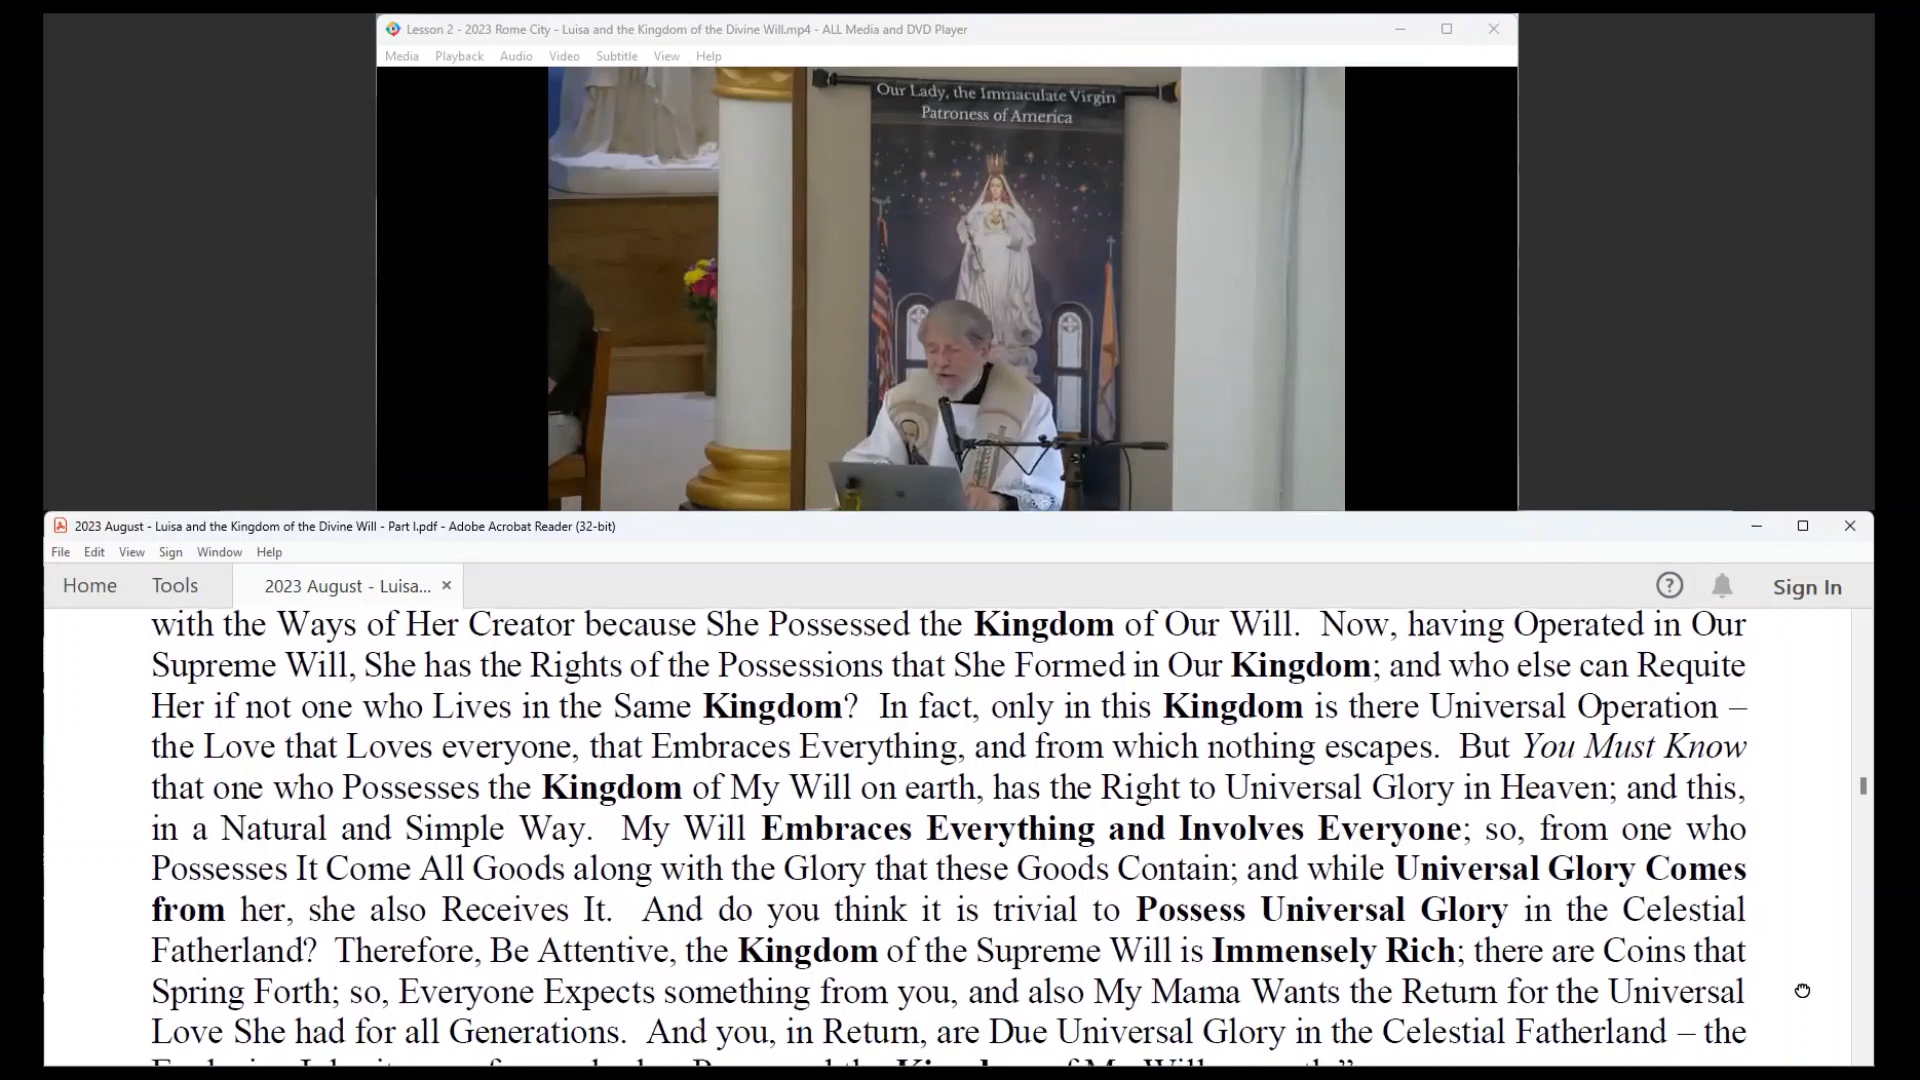 Lesson 2 - 2023 Rome City - Luisa and the Kingdom of the Divine Will.mp4 - ALL Media and DVD Player
Media Playback Audio Video Subtitle View Help
Our Lady, the Immaculate Virgin
Patroness of America
2023 August - Luisa and the Kingdom of the Divine Will - Part I.pdf - Adobe Acrobat Reader (32-bit)
File Edit View Sign Window Help
Home Tools 2023 August - Luisa... Sign In
with the Ways of Her Creator because She Possessed the Kingdom of Our Will. Now, having Operated in Our
Supreme Will, She has the Rights of the Possessions that She Formed in Our Kingdom; and who else can Requite
Her if not one who Lives in the Same Kingdom? In fact, only in this Kingdom is there Universal Operation –
the Love that Loves everyone, that Embraces Everything, and from which nothing escapes. But You Must Know
that one who Possesses the Kingdom of My Will on earth, has the Right to Universal Glory in Heaven; and this,
in a Natural and Simple Way. My Will Embraces Everything and Involves Everyone; so, from one who
Possesses It Come All Goods along with the Glory that these Goods Contain; and while Universal Glory Comes
from her, she also Receives It. And do you think it is trivial to Possess Universal Glory in the Celestial
Fatherland? Therefore, Be Attentive, the Kingdom of the Supreme Will is Immensely Rich; there are Coins that
Spring Forth; so, Everyone Expects something from you, and also My Mama Wants the Return for the Universal
Love She had for all Generations. And you, in Return, are Due Universal Glory in the Celestial Fatherland – the